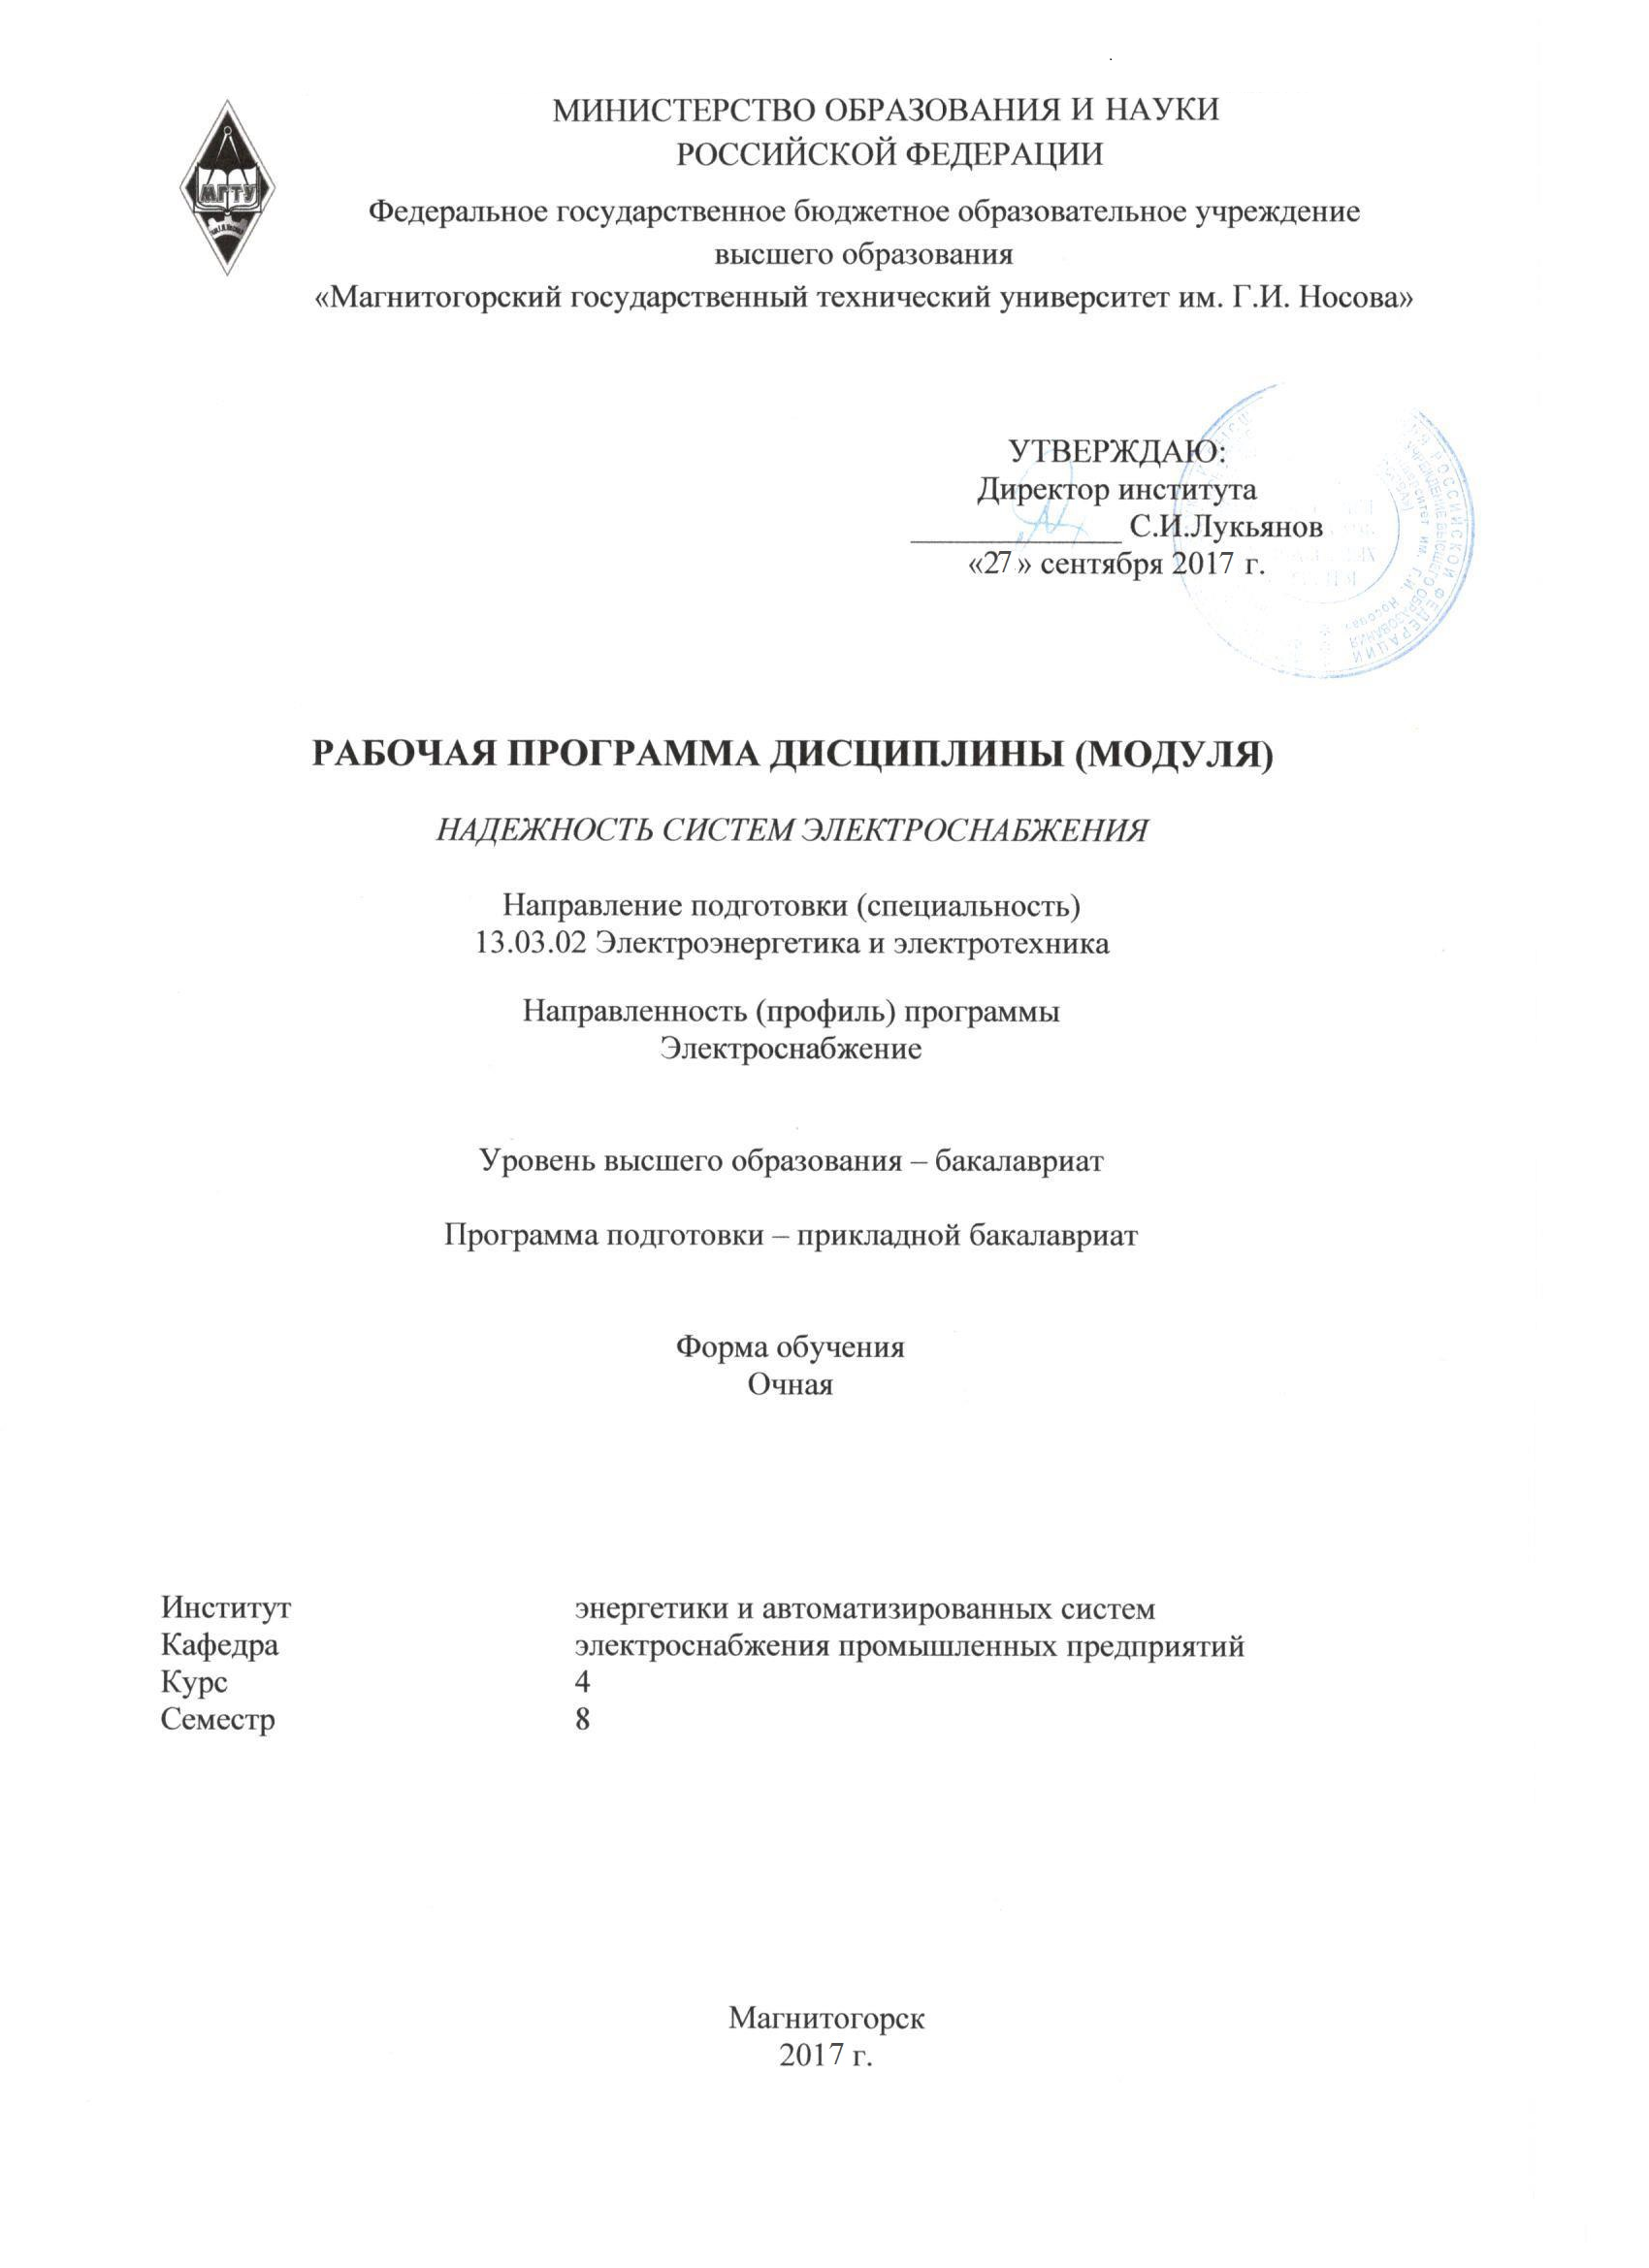 МИНИСТЕРСТВО ОБРАЗОВАНИЯ И НАУКИ
РОССИЙСКОЙ ФЕДЕРАЦИИ
МГТУ
Федеральное государственное бюджетное образовательное учреждение
высшего образования
«Магнитогорский государственный технический университет им. Г.И. Носова»
УТВЕРЖДАЮ:
Директор института
С.И.Лукьянов
«27» сентября 2017 г.
РОССИЙСКОЙ ФЕДЕРАЦИИ
РАБОЧАЯ ПРОГРАММА ДИСЦИПЛИНЫ (МОДУЛЯ)
НАДЕЖНОСТЬ СИСТЕМ ЭЛЕКТРОСНАБЖЕНИЯ
Направление подготовки (специальность)
13.03.02 Электроэнергетика и электротехника
Направленность (профиль) программы
Электроснабжение
Уровень высшего образования – бакалавриат
Программа подготовки – прикладной бакалавриат
Форма обучения
Очная
Институт энергетики и автоматизированных систем
Кафедра электроснабжения промышленных предприятий
Курс 4
Семестр 8
Магнитогорск
2017 г.